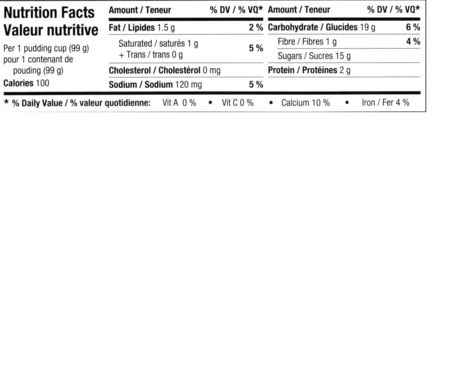 Nutrition Facts
Valeur nutritive
Per 1 pudding cup (99 g)
pour 1 contenant de
pouding (99 g)
Calories 100
Amount / Teneur % DV / % VQ*
Fat / Lipides 1.5 g 2 %
Saturated / saturés 1 g
+ Trans / trans 0 g 5 %
Cholesterol / Cholestérol 0 mg
Sodium / Sodium 120 mg 5 %
Amount / Teneur % DV / % VQ*
Carbohydrate / Glucides 19 g 6 %
Fibre / Fibres 1 g 4 %
Sugars / Sucres 15 g
Protein / Protéines 2 g
* % Daily Value / % valeur quotidienne: Vit A 0 % • Vit C 0 % • Calcium 10 % • Iron / Fer 4 %